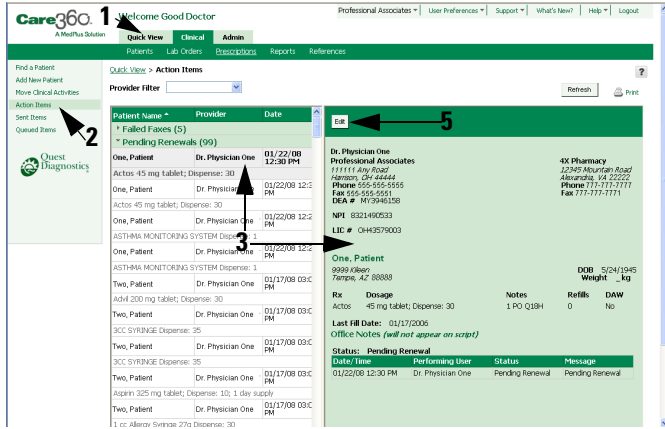 Care360.
A MedPlus Solution
1
Welcome Good Doctor
Professional Associates
User Preferences
Support
What's New?
Help
Logout
Quick View
Clinical
Admin
Patients
Lab Orders
Prescriptions
Reports
References
Find a Patient
Add New Patient
Move Clinical Activities
Action Items
Sent Items
Queued Items
2
Quest
Diagnostics
Quick View > Action Items
?
Provider Filter
Refresh
Print
Patient Name
Provider
Date
Failed Faxes (5)
Pending Renewals (99)
One, Patient Dr. Physician One 01/22/08 12:30 PM
Actos 45 mg tablet; Dispense: 30
One, Patient Dr. Physician One 01/22/08 12:3
PM
Actos 45 mg tablet; Dispense: 30
One, Patient Dr. Physician One 01/22/08 12:2
PM
ASTHMA MONITORING SYSTEM Dispense: 1
3
One, Patient Dr. Physician One 01/22/08 12:2
PM
ASTHMA MONITORING SYSTEM Dispense: 1
Two, Patient Dr. Physician One 01/17/08 03:0
PM
Advil 200 mg tablet; Dispense: 30
Two, Patient Dr. Physician One 01/17/08 03:0
PM
3CC SYRINGE Dispense: 35
Two, Patient Dr. Physician One 01/17/08 03:0
PM
3CC SYRINGE Dispense: 35
Two, Patient Dr. Physician One 01/17/08 03:0
PM
Aspirin 325 mg tablet; Dispense: 10; 1 day supply
Two, Patient Dr. Physician One 01/17/08 03:0
PM
1 cc Allergy Syringe 27g Dispense: 30
Edit
5
Dr. Physician One
Professional Associates
111111 Any Road
Harrison, OH 44444
Phone 555-555-5555
Fax 555-555-5551
DEA # MY3946158
NPI 8321490533
LIC # OH43579003
4X Pharmacy
12345 Mountain Road
Alexandria, VA 22222
Phone 777-777-7777
Fax 777-777-7771
One, Patient
9999 Kileen
Tempe, AZ 88888
DOB 5/24/1945
Weight _ kg
Rx Dosage Notes Refills DAW
Actos 45 mg tablet; Dispense: 30 1 PO Q18H 0 No
Last Fill Date: 01/17/2006
Office Notes (will not appear on script)
Status: Pending Renewal
Date/Time Performing User Status Message
01/22/08 12:30 PM Dr. Physician One Pending Renewal Pending Renewal